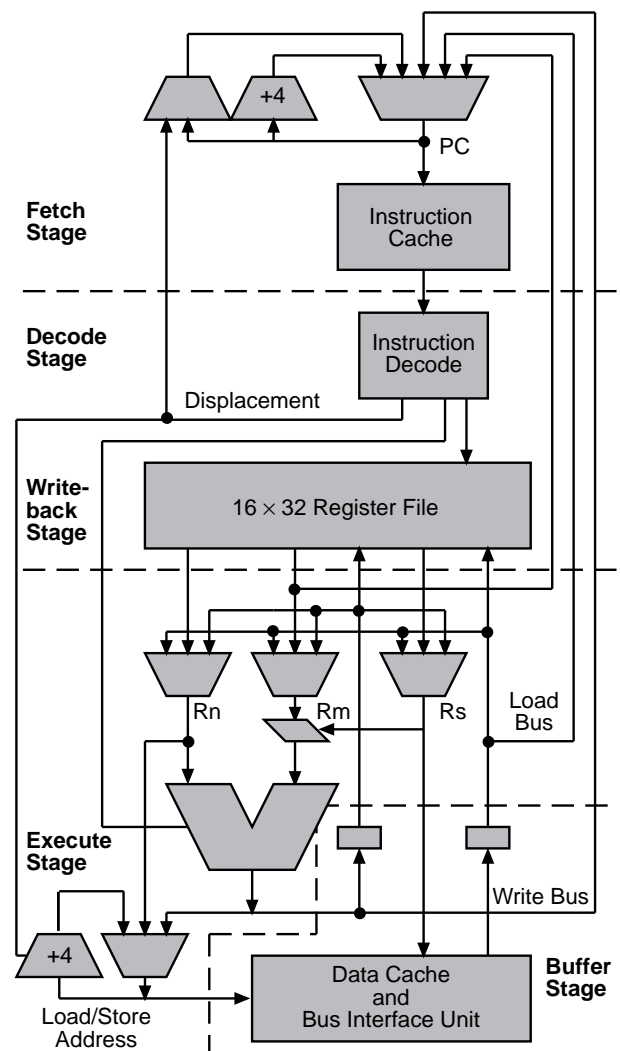 +4
PC
Fetch
Stage
Instruction
Cache
Decode
Stage
Instruction
Decode
Displacement
Write-
back
Stage
16 × 32 Register File
Rn
Rm
Rs
Load
Bus
Execute
Stage
Write Bus
+4
Load/Store
Address
Data Cache
and
Bus Interface Unit
Buffer
Stage